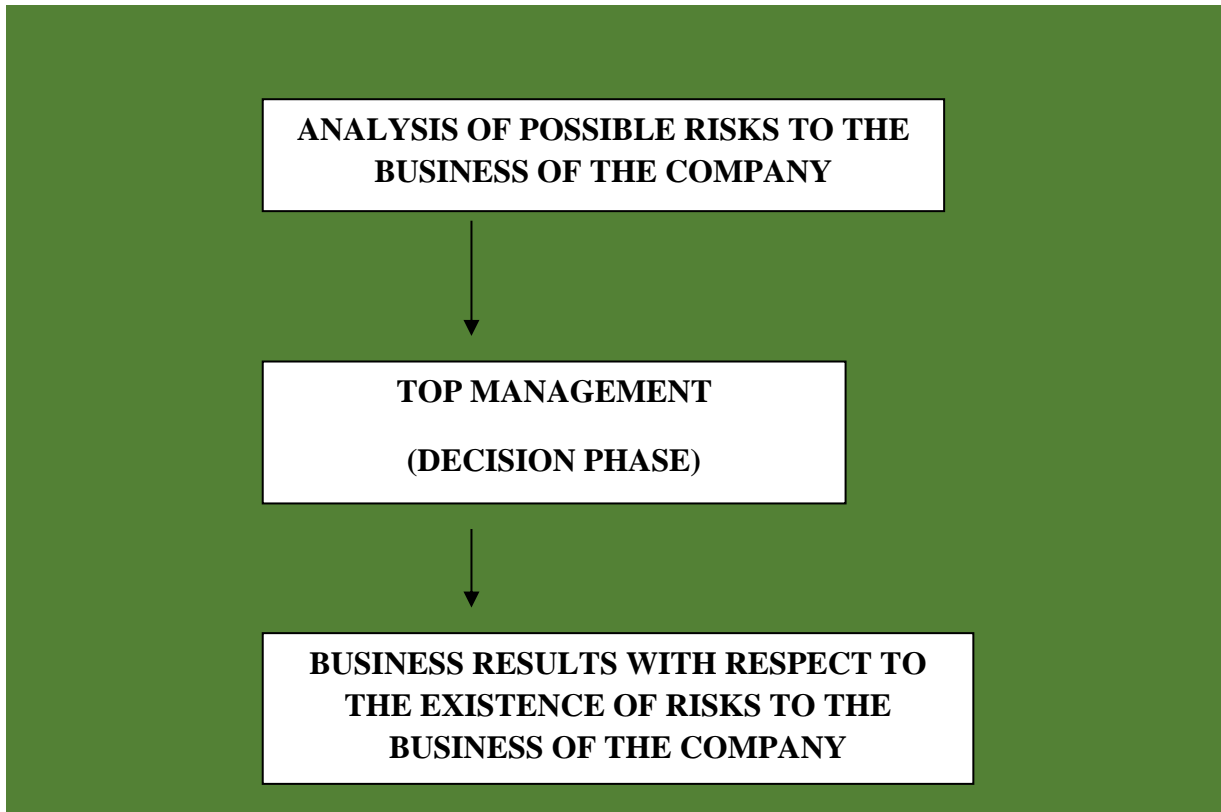 ANALYSIS OF POSSIBLE RISKS TO THE
BUSINESS OF THE COMPANY
TOP MANAGEMENT
(DECISION PHASE)
BUSINESS RESULTS WITH RESPECT TO
THE EXISTENCE OF RISKS TO THE
BUSINESS OF THE COMPANY